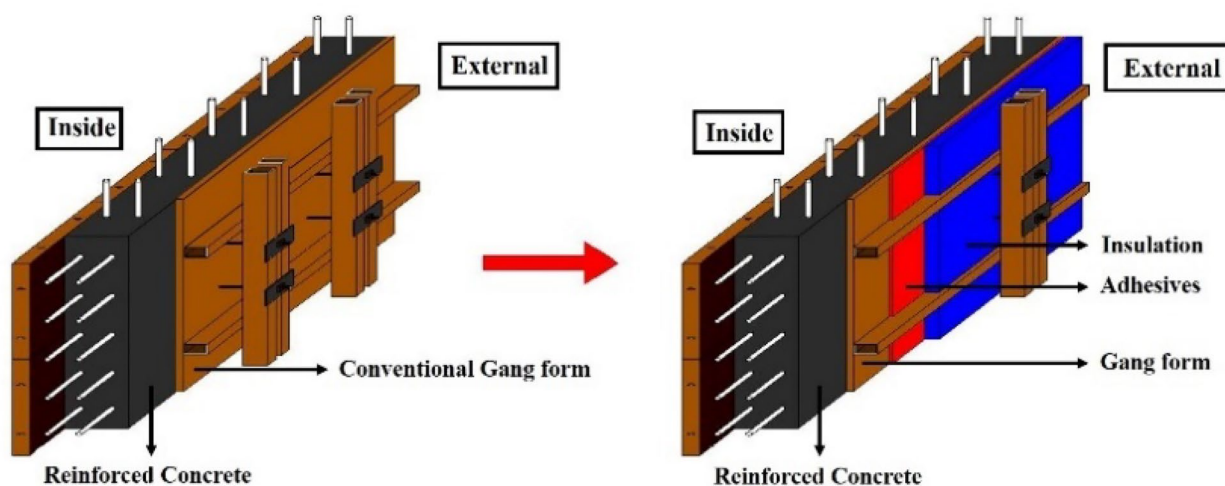 External
Inside
Conventional Gang form
Reinforced Concrete
External
Inside
Insulation
Adhesives
Gang form
Reinforced Concrete